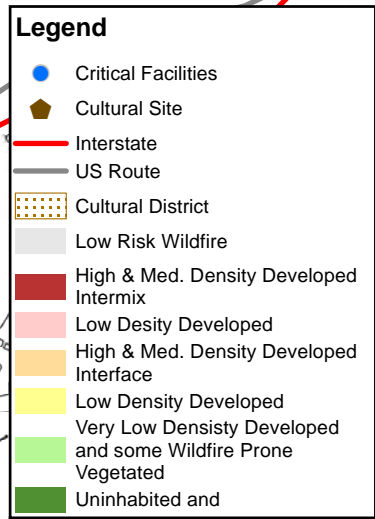 Legend
Critical Facilities
Cultural Site
Interstate
US Route
Cultural District
Low Risk Wildfire
High & Med. Density Developed
Intermix
Low Desity Developed
High & Med. Density Developed
Interface
Low Density Developed
Very Low Densisty Developed
and some Wildfire Prone
Vegetated
Uninhabited and